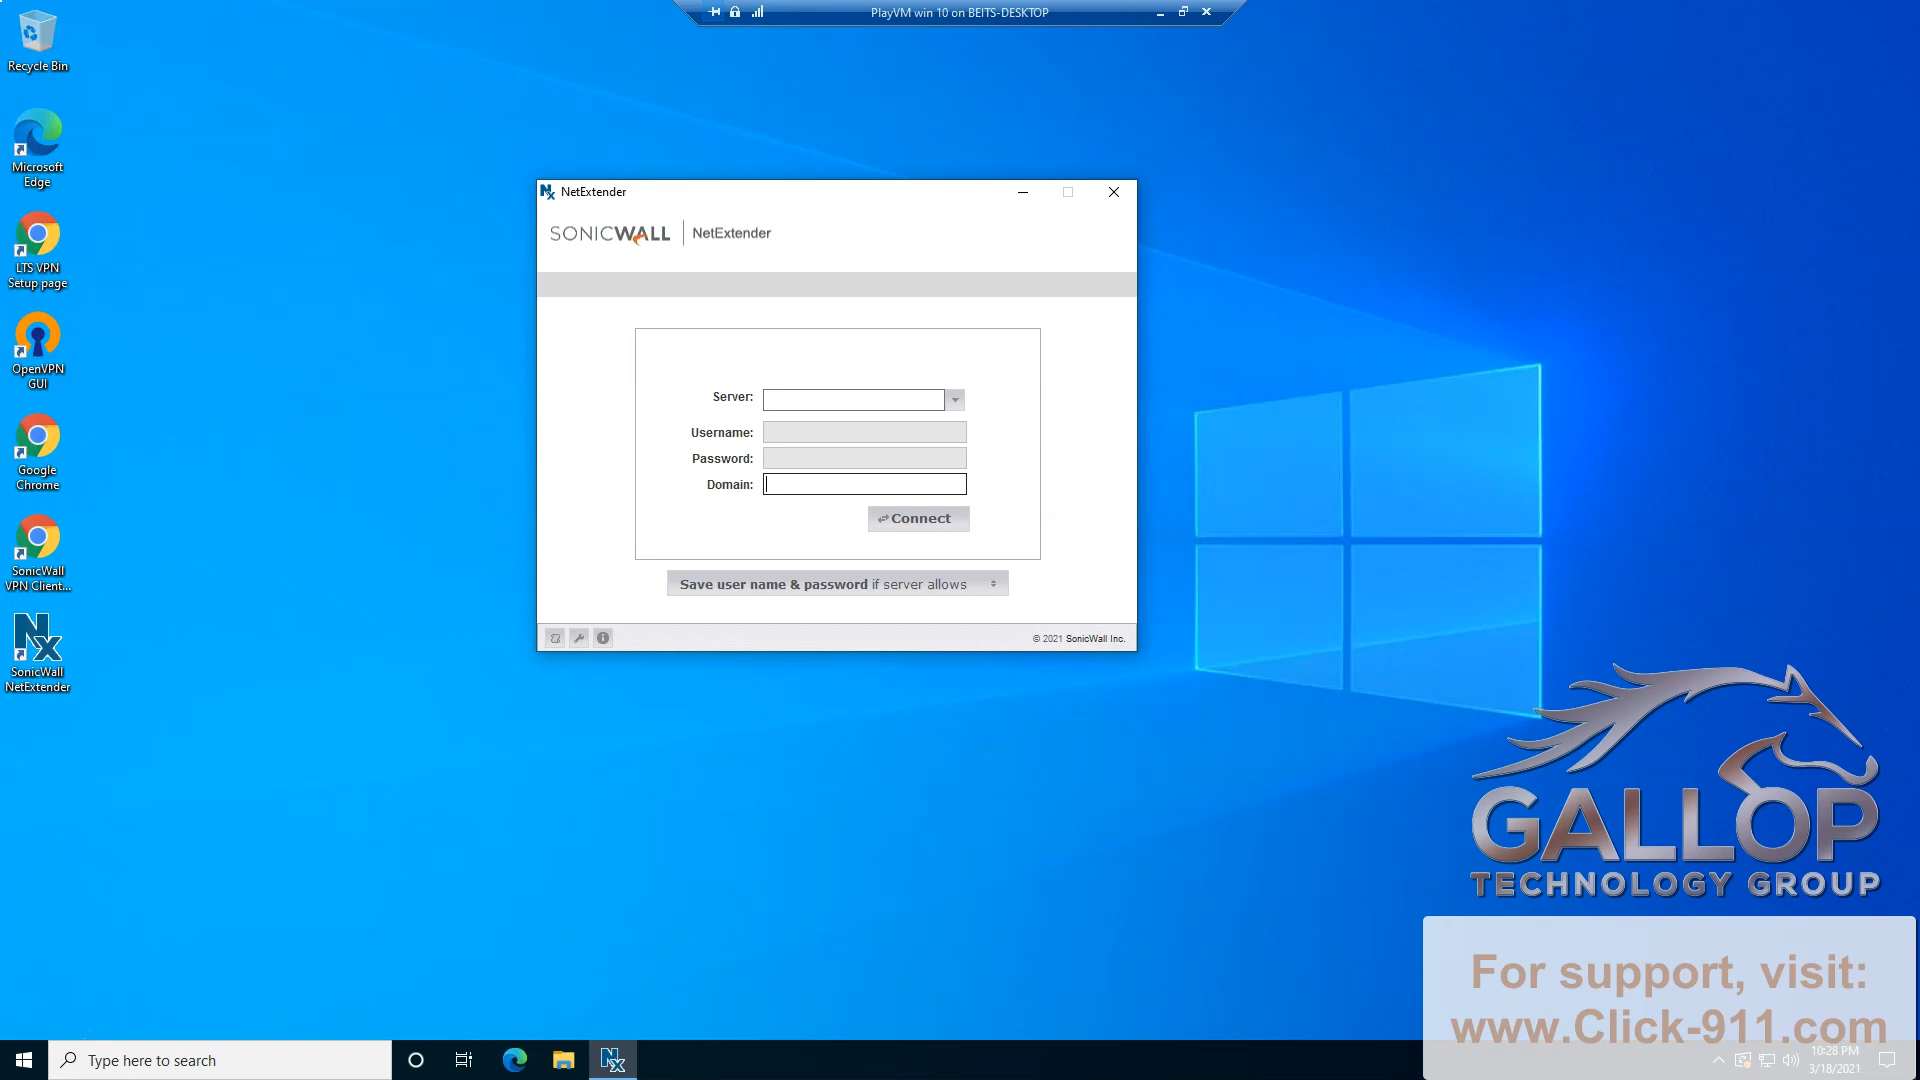 PlayVM win 10 on BEITS-DESKTOP
Recycle Bin
Microsoft
Edge
LTS VPN
Setup page
OpenVPN
GUI
Google
Chrome
SonicWall
VPN Client...
SonicWall
NetExtender
NetExtender
SONICWALL | NetExtender
Server:
Username:
Password:
Domain:
Connect
Save user name & password if server allows
© 2021 SonicWall Inc.
GALLOP
TECHNOLOGY GROUP
For support, visit:
www.Click-911.com
Type here to search
10:28 PM
3/18/2021